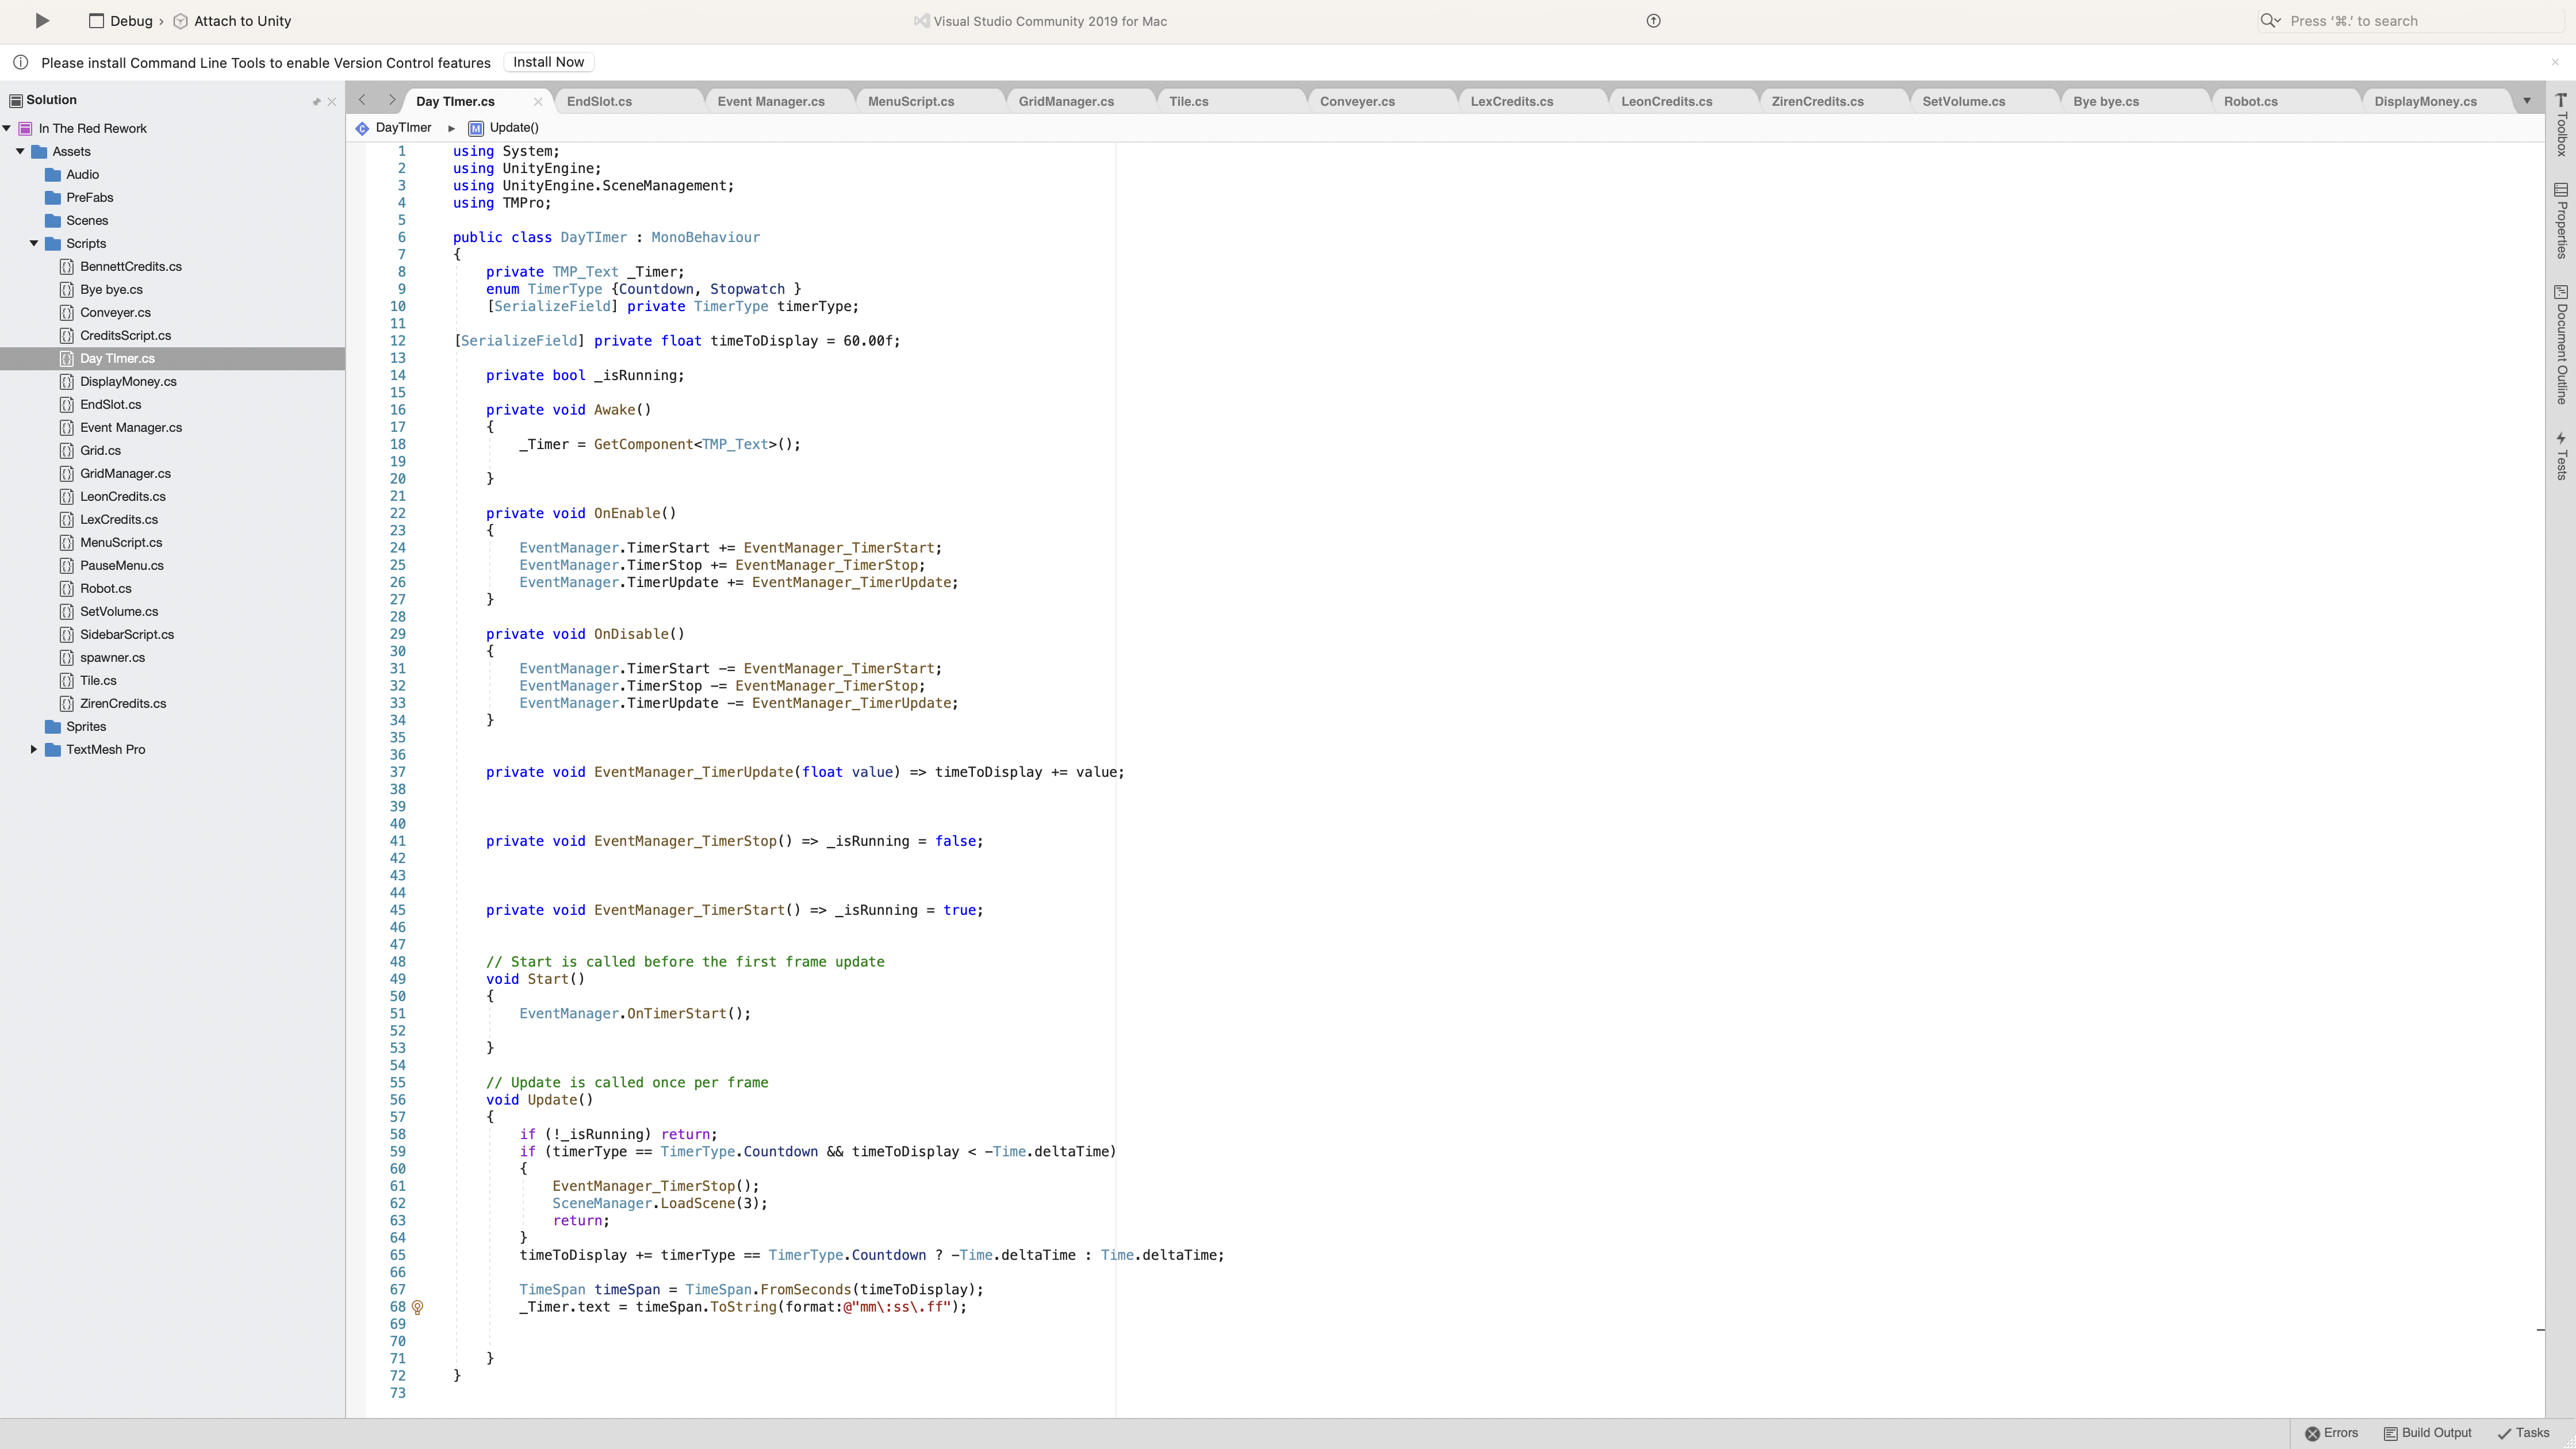 Debug › Attach to Unity
Visual Studio Community 2019 for Mac
Press ‘⌘.’ to search
Please install Command Line Tools to enable Version Control features
Install Now
Solution
In The Red Rework
Assets
Audio
PreFabs
Scenes
Scripts
BennettCredits.cs
Bye bye.cs
Conveyer.cs
CreditsScript.cs
Day TImer.cs
DisplayMoney.cs
EndSlot.cs
Event Manager.cs
Grid.cs
GridManager.cs
LeonCredits.cs
LexCredits.cs
MenuScript.cs
PauseMenu.cs
Robot.cs
SetVolume.cs
SidebarScript.cs
spawner.cs
Tile.cs
ZirenCredits.cs
Sprites
TextMesh Pro
Day TImer.cs
EndSlot.cs
Event Manager.cs
MenuScript.cs
GridManager.cs
Tile.cs
Conveyer.cs
LexCredits.cs
LeonCredits.cs
ZirenCredits.cs
SetVolume.cs
Bye bye.cs
Robot.cs
DisplayMoney.cs
DayTImer ▸ M Update()
1 using System;
2 using UnityEngine;
3 using UnityEngine.SceneManagement;
4 using TMPro;
5
6 public class DayTImer : MonoBehaviour
7 {
8 private TMP_Text _Timer;
9 enum TimerType {Countdown, Stopwatch }
10 [SerializeField] private TimerType timerType;
11
12 [SerializeField] private float timeToDisplay = 60.00f;
13
14 private bool _isRunning;
15
16 private void Awake()
17 {
18 _Timer = GetComponent<TMP_Text>();
19
20 }
21
22 private void OnEnable()
23 {
24 EventManager.TimerStart += EventManager_TimerStart;
25 EventManager.TimerStop += EventManager_TimerStop;
26 EventManager.TimerUpdate += EventManager_TimerUpdate;
27 }
28
29 private void OnDisable()
30 {
31 EventManager.TimerStart -= EventManager_TimerStart;
32 EventManager.TimerStop -= EventManager_TimerStop;
33 EventManager.TimerUpdate -= EventManager_TimerUpdate;
34 }
35
36
37 private void EventManager_TimerUpdate(float value) => timeToDisplay += value;
38
39
40
41 private void EventManager_TimerStop() => _isRunning = false;
42
43
44
45 private void EventManager_TimerStart() => _isRunning = true;
46
47
48 // Start is called before the first frame update
49 void Start()
50 {
51 EventManager.OnTimerStart();
52
53 }
54
55 // Update is called once per frame
56 void Update()
57 {
58 if (!_isRunning) return;
59 if (timerType == TimerType.Countdown && timeToDisplay < -Time.deltaTime)
60 {
61 EventManager_TimerStop();
62 SceneManager.LoadScene(3);
63 return;
64 }
65 timeToDisplay += timerType == TimerType.Countdown ? -Time.deltaTime : Time.deltaTime;
66
67 TimeSpan timeSpan = TimeSpan.FromSeconds(timeToDisplay);
68 _Timer.text = timeSpan.ToString(format:@"mm\:ss\.ff");
69
70
71 }
72 }
73
Toolbox
Properties
Document Outline
Tests
Errors
Build Output
Tasks